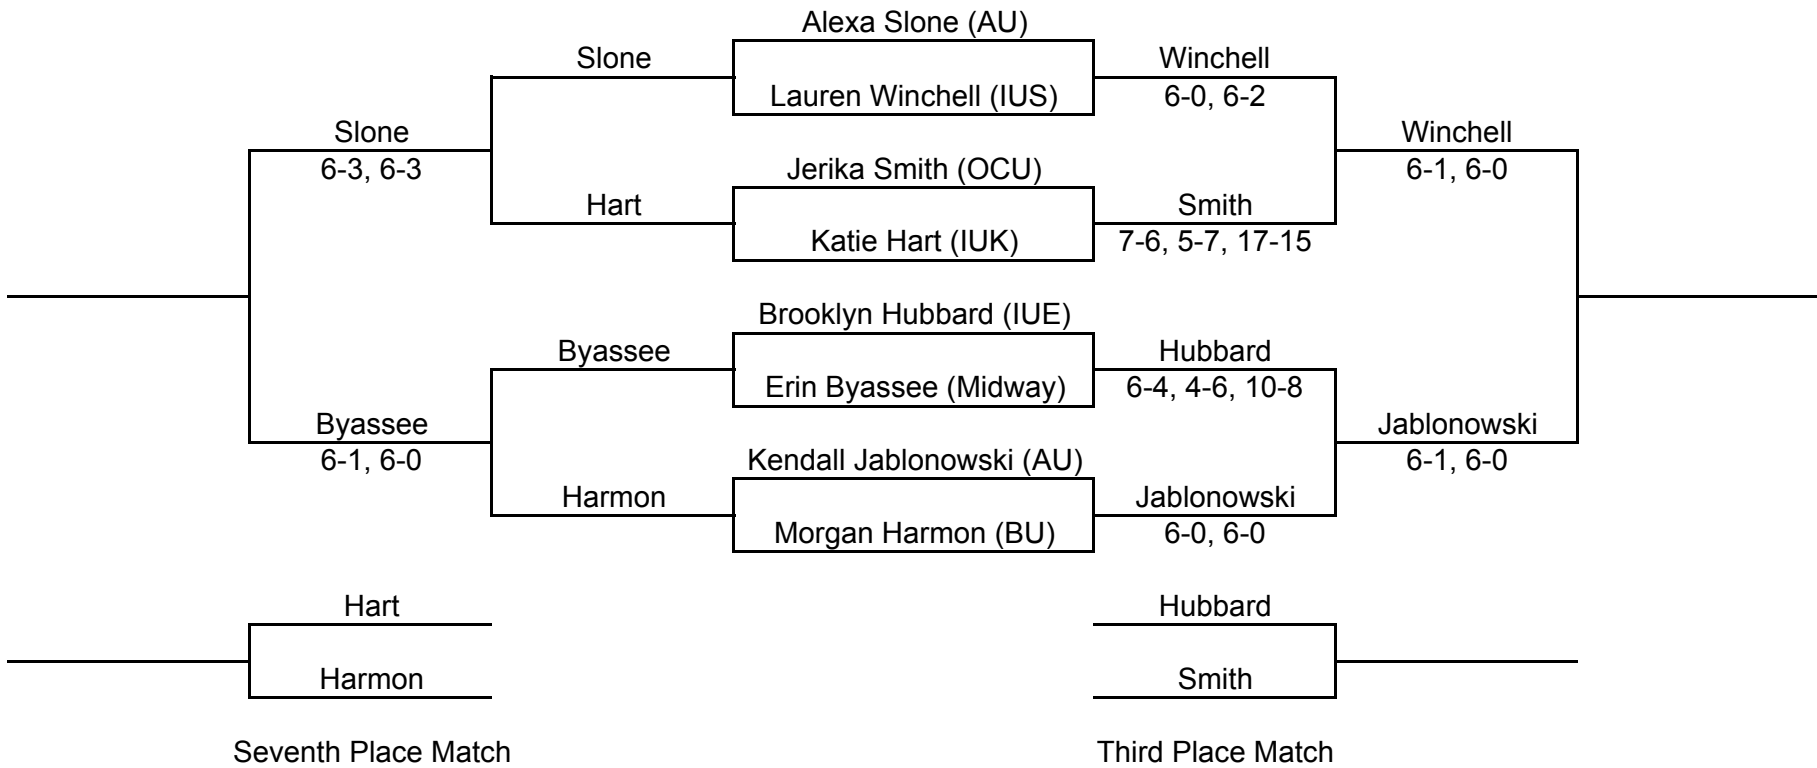 Alexa Slone (AU)
Slone
Winchell
Lauren Winchell (IUS)
6-0, 6-2
Slone
Winchell
6-3, 6-3
Jerika Smith (OCU)
6-1, 6-0
Hart
Smith
Katie Hart (IUK)
7-6, 5-7, 17-15
Brooklyn Hubbard (IUE)
Byassee
Hubbard
Erin Byassee (Midway)
6-4, 4-6, 10-8
Byassee
Jablonowski
6-1, 6-0
Kendall Jablonowski (AU)
6-1, 6-0
Harmon
Jablonowski
Morgan Harmon (BU)
6-0, 6-0
Hart
Hubbard
Harmon
Smith
Seventh Place Match
Third Place Match